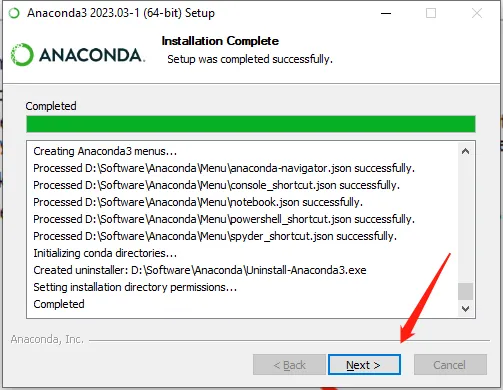 Anaconda3 2023.03-1 (64-bit) Setup
ANACONDA.
Installation Complete
Setup was completed successfully.
Completed
Creating Anaconda3 menus...
Processed D:\Software\Anaconda\Menu\anaconda-navigator.json successfully.
Processed D:\Software\Anaconda\Menu\console_shortcut.json successfully.
Processed D:\Software\Anaconda\Menu\notebook.json successfully.
Processed D:\Software\Anaconda\Menu\powershell_shortcut.json successfully.
Processed D:\Software\Anaconda\Menu\spyder_shortcut.json successfully.
Initializing conda directories...
Created uninstaller: D:\Software\Anaconda\Uninstall-Anaconda3.exe
Setting installation directory permissions...
Completed
Anaconda, Inc.
< Back Next > Cancel